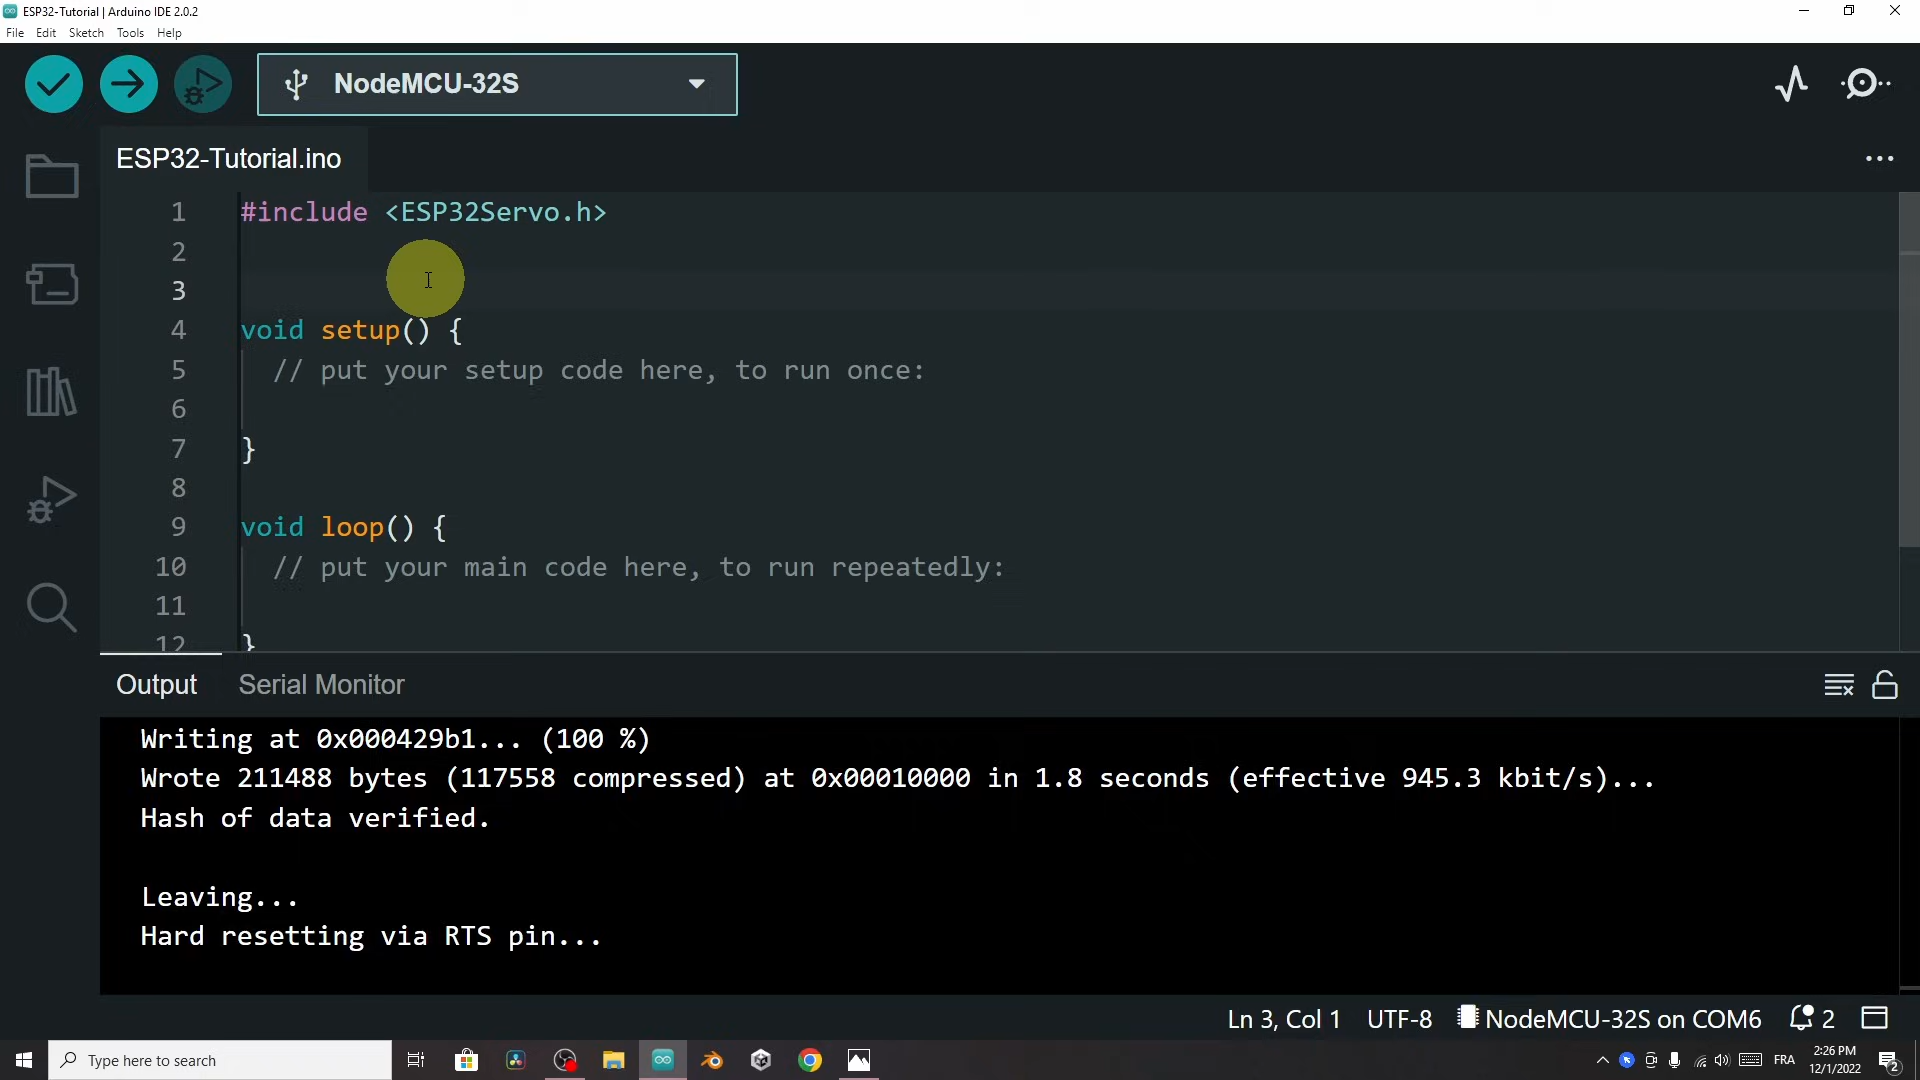 ESP32-Tutorial | Arduino IDE 2.0.2
File Edit Sketch Tools Help
NodeMCU-32S
ESP32-Tutorial.ino
1 #include <ESP32Servo.h>
2
3
4 void setup() {
5 // put your setup code here, to run once:
6
7 }
8
9 void loop() {
10 // put your main code here, to run repeatedly:
11
12 }
Output Serial Monitor
Writing at 0x000429b1... (100 %)
Wrote 211488 bytes (117558 compressed) at 0x00010000 in 1.8 seconds (effective 945.3 kbit/s)...
Hash of data verified.
Leaving...
Hard resetting via RTS pin...
Ln 3, Col 1 UTF-8 NodeMCU-32S on COM6 2
Type here to search
FRA
2:26 PM
12/1/2022
2